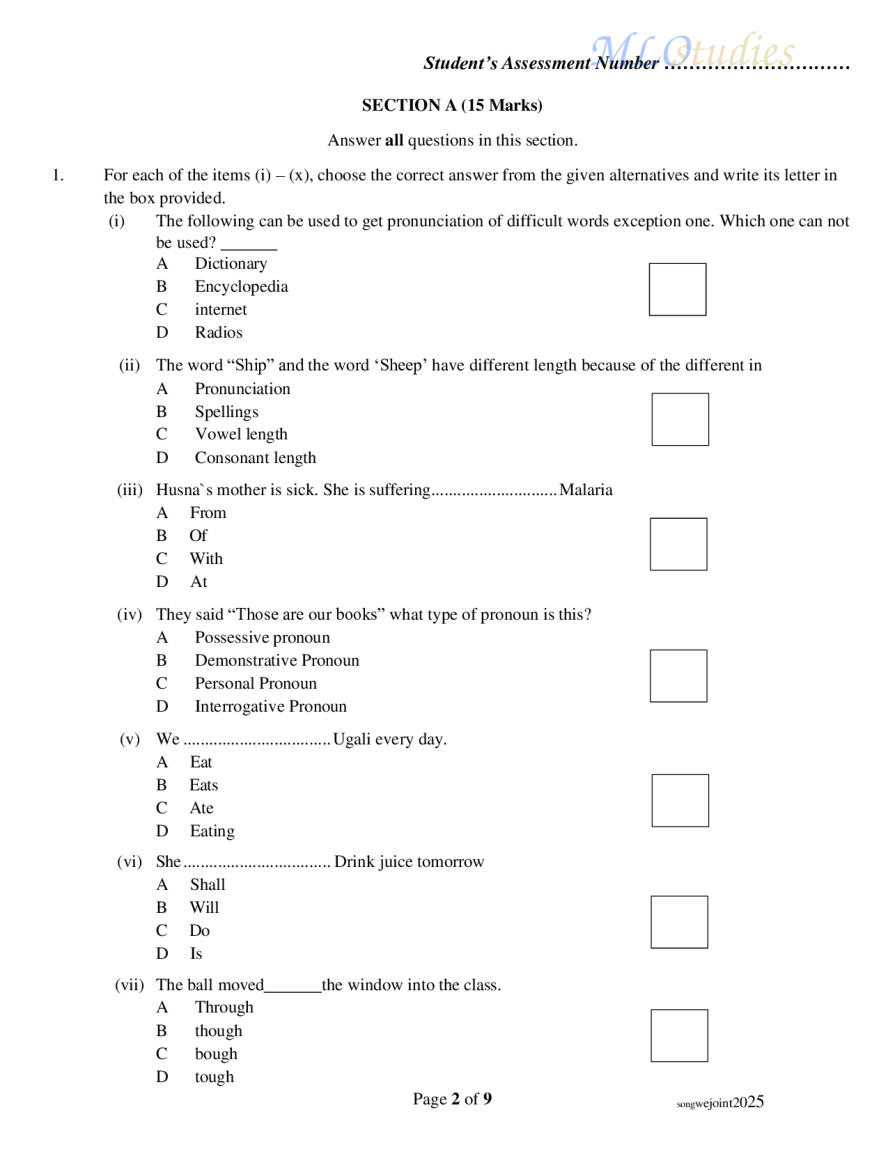 ML Studies
Student's Assessment Number ……………………….……
SECTION A (15 Marks)
Answer all questions in this section.
1. For each of the items (i) – (x), choose the correct answer from the given alternatives and write its letter in
the box provided.
(i) The following can be used to get pronunciation of difficult words exception one. Which one can not
be used? _______
A Dictionary
B Encyclopedia
C internet
D Radios
(ii) The word “Ship” and the word ‘Sheep’ have different length because of the different in
A Pronunciation
B Spellings
C Vowel length
D Consonant length
(iii) Husna`s mother is sick. She is suffering............................. Malaria
A From
B Of
C With
D At
(iv) They said “Those are our books” what type of pronoun is this?
A Possessive pronoun
B Demonstrative Pronoun
C Personal Pronoun
D Interrogative Pronoun
(v) We .................................. Ugali every day.
A Eat
B Eats
C Ate
D Eating
(vi) She .................................. Drink juice tomorrow
A Shall
B Will
C Do
D Is
(vii) The ball moved_______the window into the class.
A Through
B though
C bough
D tough
Page 2 of 9
songwejoint2025